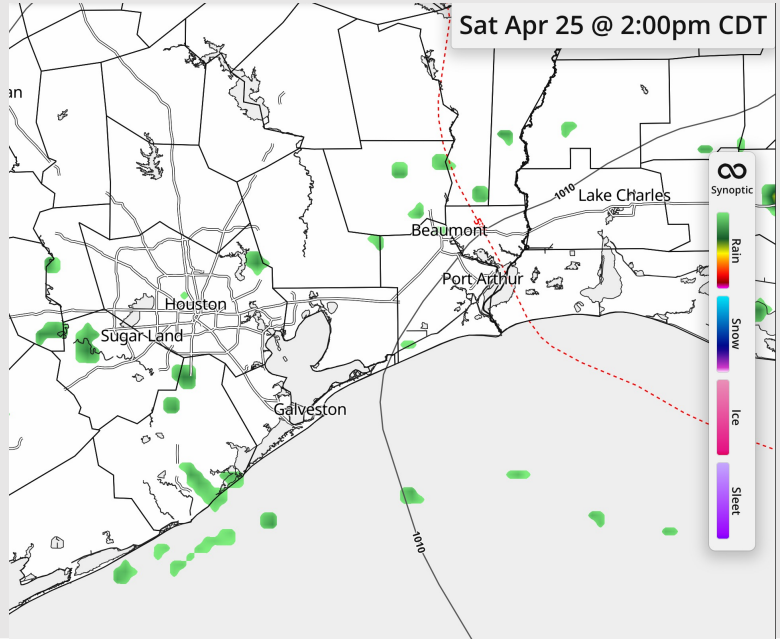 Sat Apr 25 @ 2:00pm CDT
an
1010
Lake Charles
Synoptic
Rain
Beaumont
Port Arthur
Houston
Snow
Sugar Land
Ice
Galveston
Sleet
1010